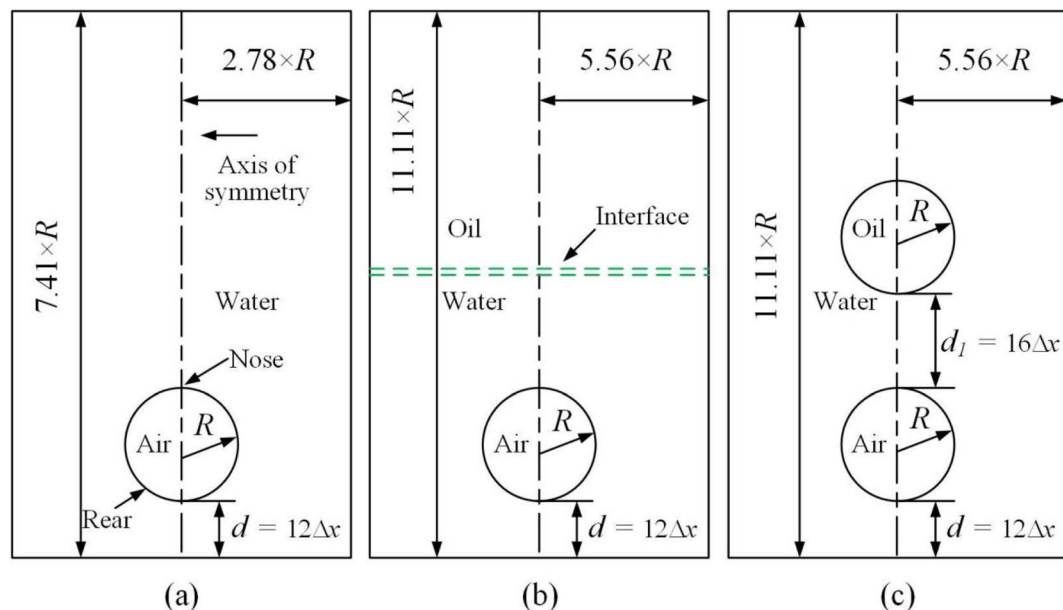 2.78×R
Axis of
symmetry
7.41×R
Water
Nose
R
Air
Rear
d = 12Δx
(a)
5.56×R
11.11×R
Oil
Interface
Water
R
Air
d = 12Δx
(b)
5.56×R
11.11×R
R
Oil
Water
d₁ = 16Δx
R
Air
d = 12Δx
(c)